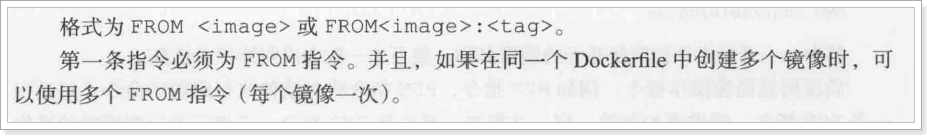 格式为 FROM <image> 或 FROM<image>:<tag>。
第一条指令必须为 FROM 指令。并且，如果在同一个 Dockerfile 中创建多个镜像时，可
以使用多个 FROM 指令 (每个镜像一次)。